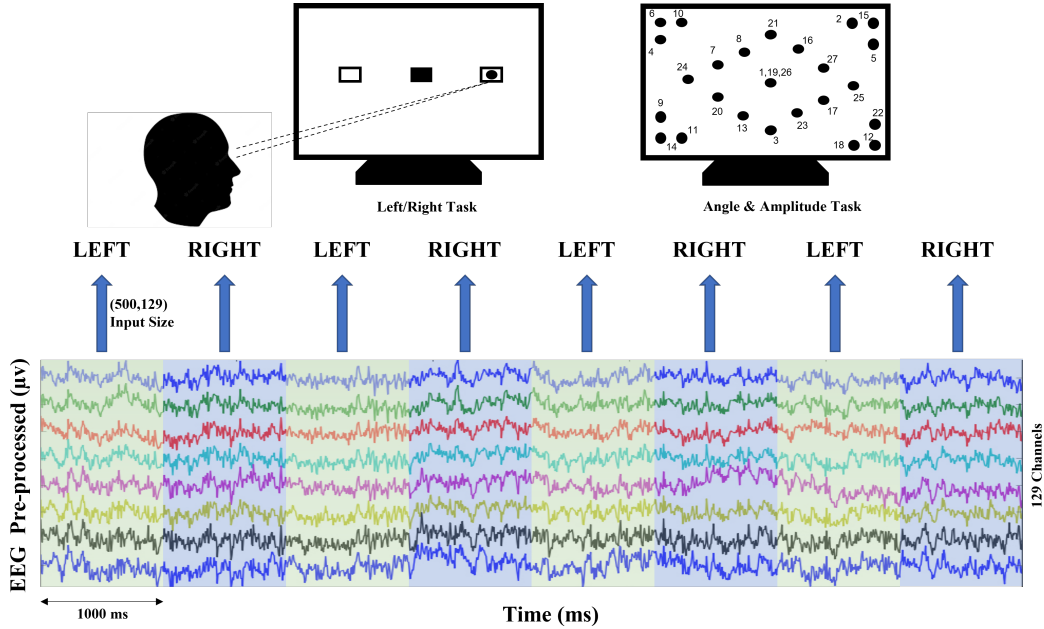 6 10 21 2 15
4 8 16 5
7 27
24 1,19,26
25
9 20 17 22
13 23
11 3
14 18 12
Left/Right Task
Angle & Amplitude Task
LEFT RIGHT LEFT RIGHT LEFT RIGHT LEFT RIGHT
(500,129)
Input Size
EEG Pre-processed (μv)
129 Channels
1000 ms
Time (ms)